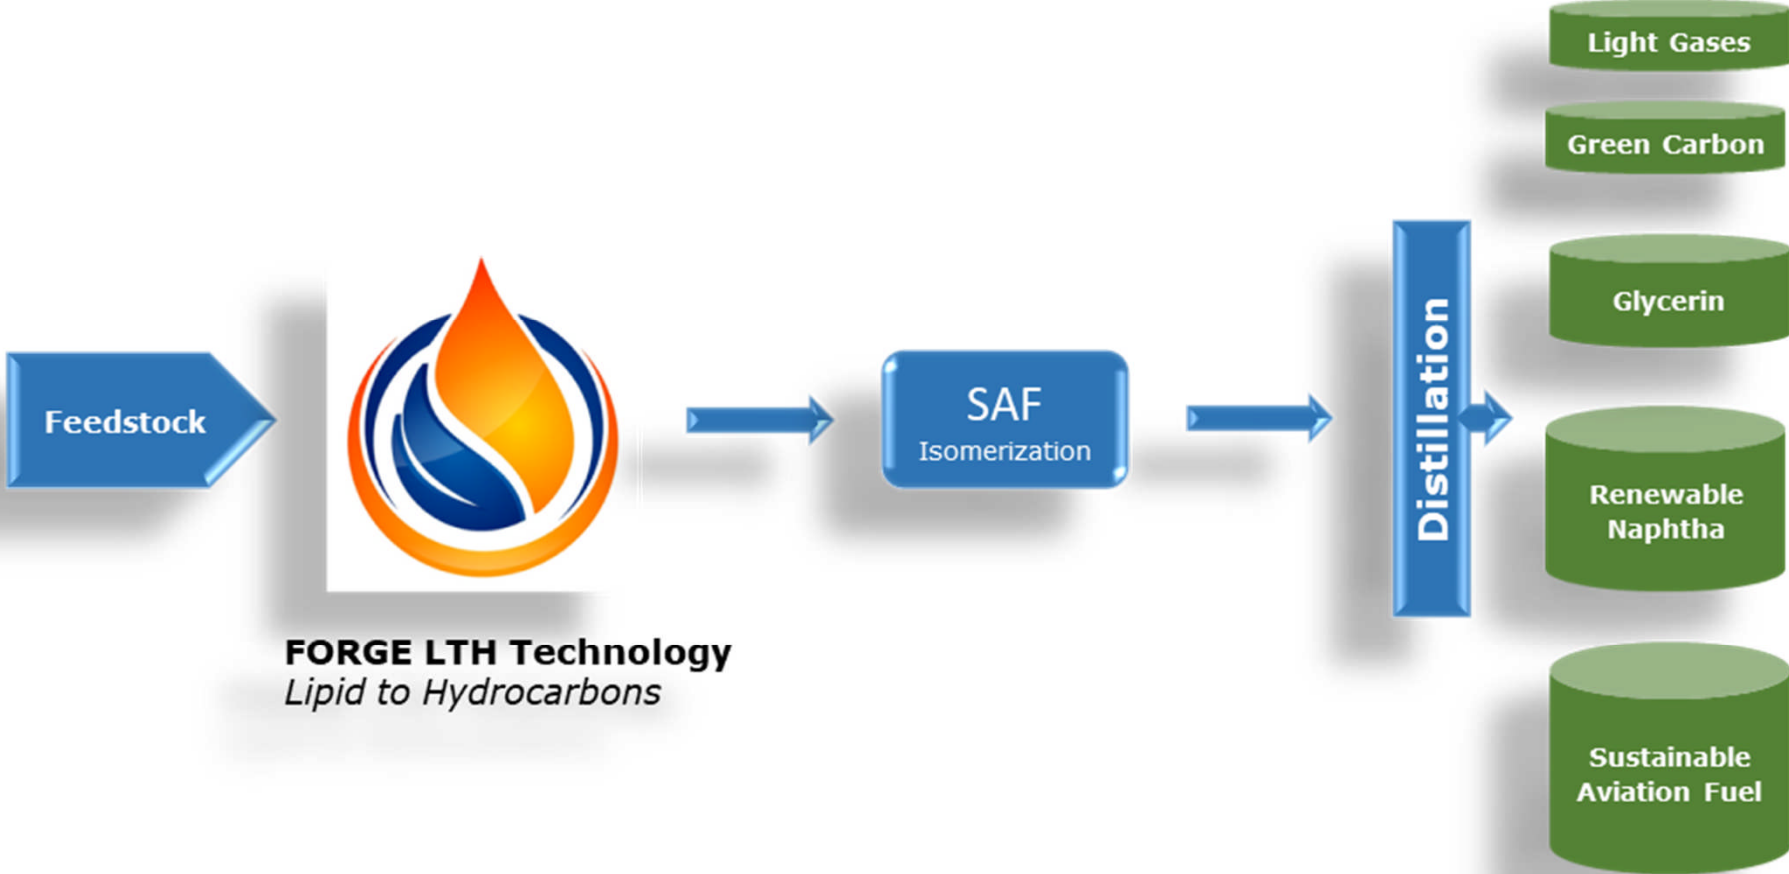 Feedstock
FORGE LTH Technology
Lipid to Hydrocarbons
SAF
Isomerization
Distillation
Light Gases
Green Carbon
Glycerin
Renewable
Naphtha
Sustainable
Aviation Fuel